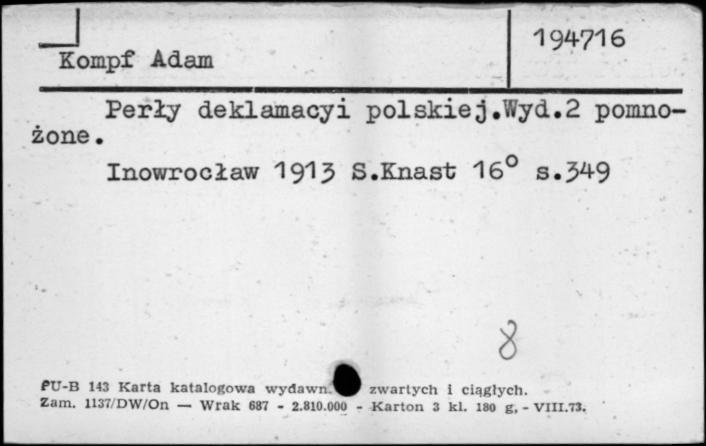 194716
Kompf Adam
Perły deklamacyi polskiej.Wyd.2 pomno-
żone.
Inowrocław 1913 S.Knast 16° s.349
8
PU-B 143 Karta katalogowa wydawn. zwartych i ciągłych.
Zam. 1137/DW/On — Wrak 687 - 2.810.000 - Karton 3 kl. 180 g, - VIII.73.